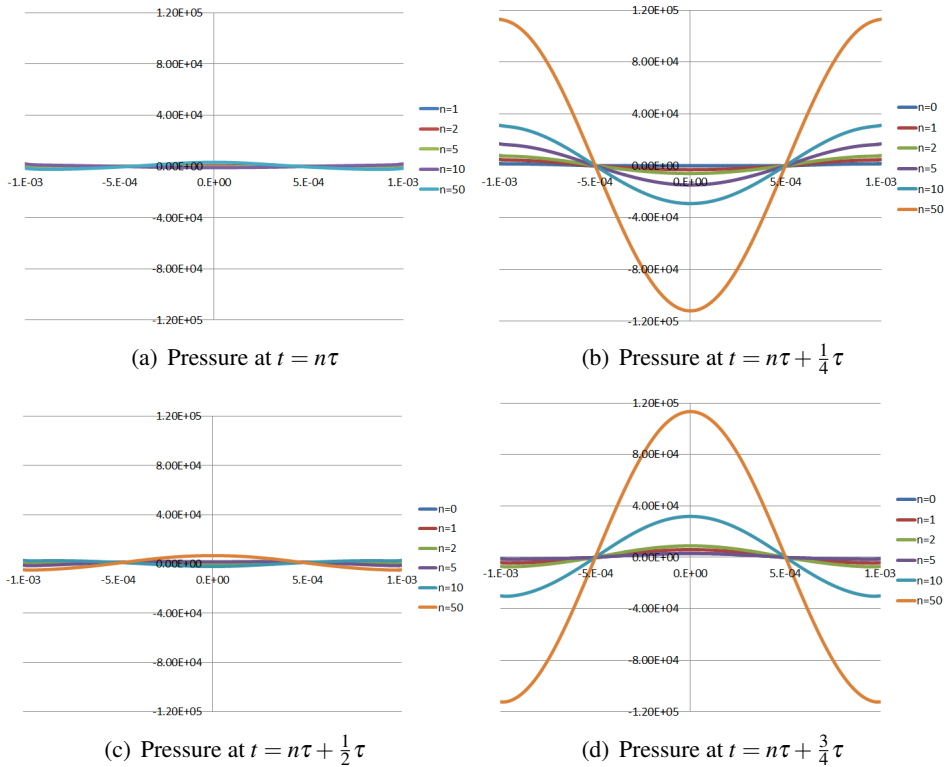 1.20E+05
8.00E+04
4.00E+04
0.00E+00
-1.E-03
-5.E-04
0.E+00
5.E-04
1.E-03
-4.00E+04
-8.00E+04
-1.20E+05
n=1
n=2
n=5
n=10
n=50
(a) Pressure at t = nτ
1.20E+05
8.00E+04
4.00E+04
0.00E+00
-1.E-03
-5.E-04
0.E+00
5.E-04
1.E-03
-4.00E+04
-8.00E+04
-1.20E+05
n=0
n=1
n=2
n=5
n=10
n=50
(b) Pressure at t = nτ + 1/4 τ
1.20E+05
8.00E+04
4.00E+04
0.00E+00
-1.E-03
-5.E-04
0.E+00
5.E-04
1.E-03
-4.00E+04
-8.00E+04
-1.20E+05
n=0
n=1
n=2
n=5
n=10
n=50
(c) Pressure at t = nτ + 1/2 τ
1.20E+05
8.00E+04
4.00E+04
0.00E+00
-1.E-03
-5.E-04
0.E+00
5.E-04
1.E-03
-4.00E+04
-8.00E+04
-1.20E+05
n=0
n=1
n=2
n=5
n=10
n=50
(d) Pressure at t = nτ + 3/4 τ